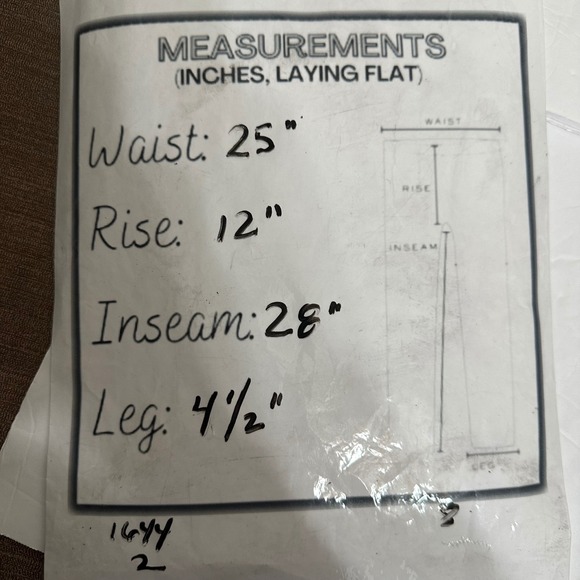 MEASUREMENTS
(INCHES, LAYING FLAT)
Waist: 25"
Rise: 12"
Inseam: 28"
Leg: 4 1/2"
WAIST
RISE
INSEAM
LEG
1644
2